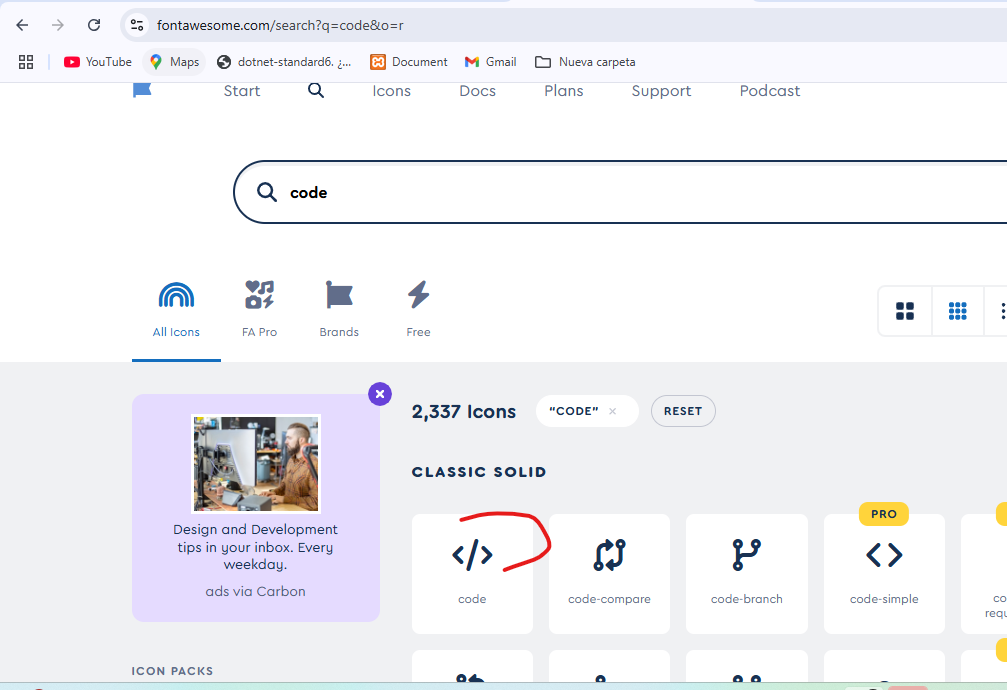 fontawesome.com/search?q=code&o=r
YouTube Maps dotnet-standard6. ¿... Document Gmail Nueva carpeta
Start Icons Docs Plans Support Podcast
code
All Icons FA Pro Brands Free
2,337 Icons "CODE" × RESET
CLASSIC SOLID
Design and Development
tips in your inbox. Every
weekday.
ads via Carbon
PRO
</> < >
code code-compare code-branch code-simple
ICON PACKS